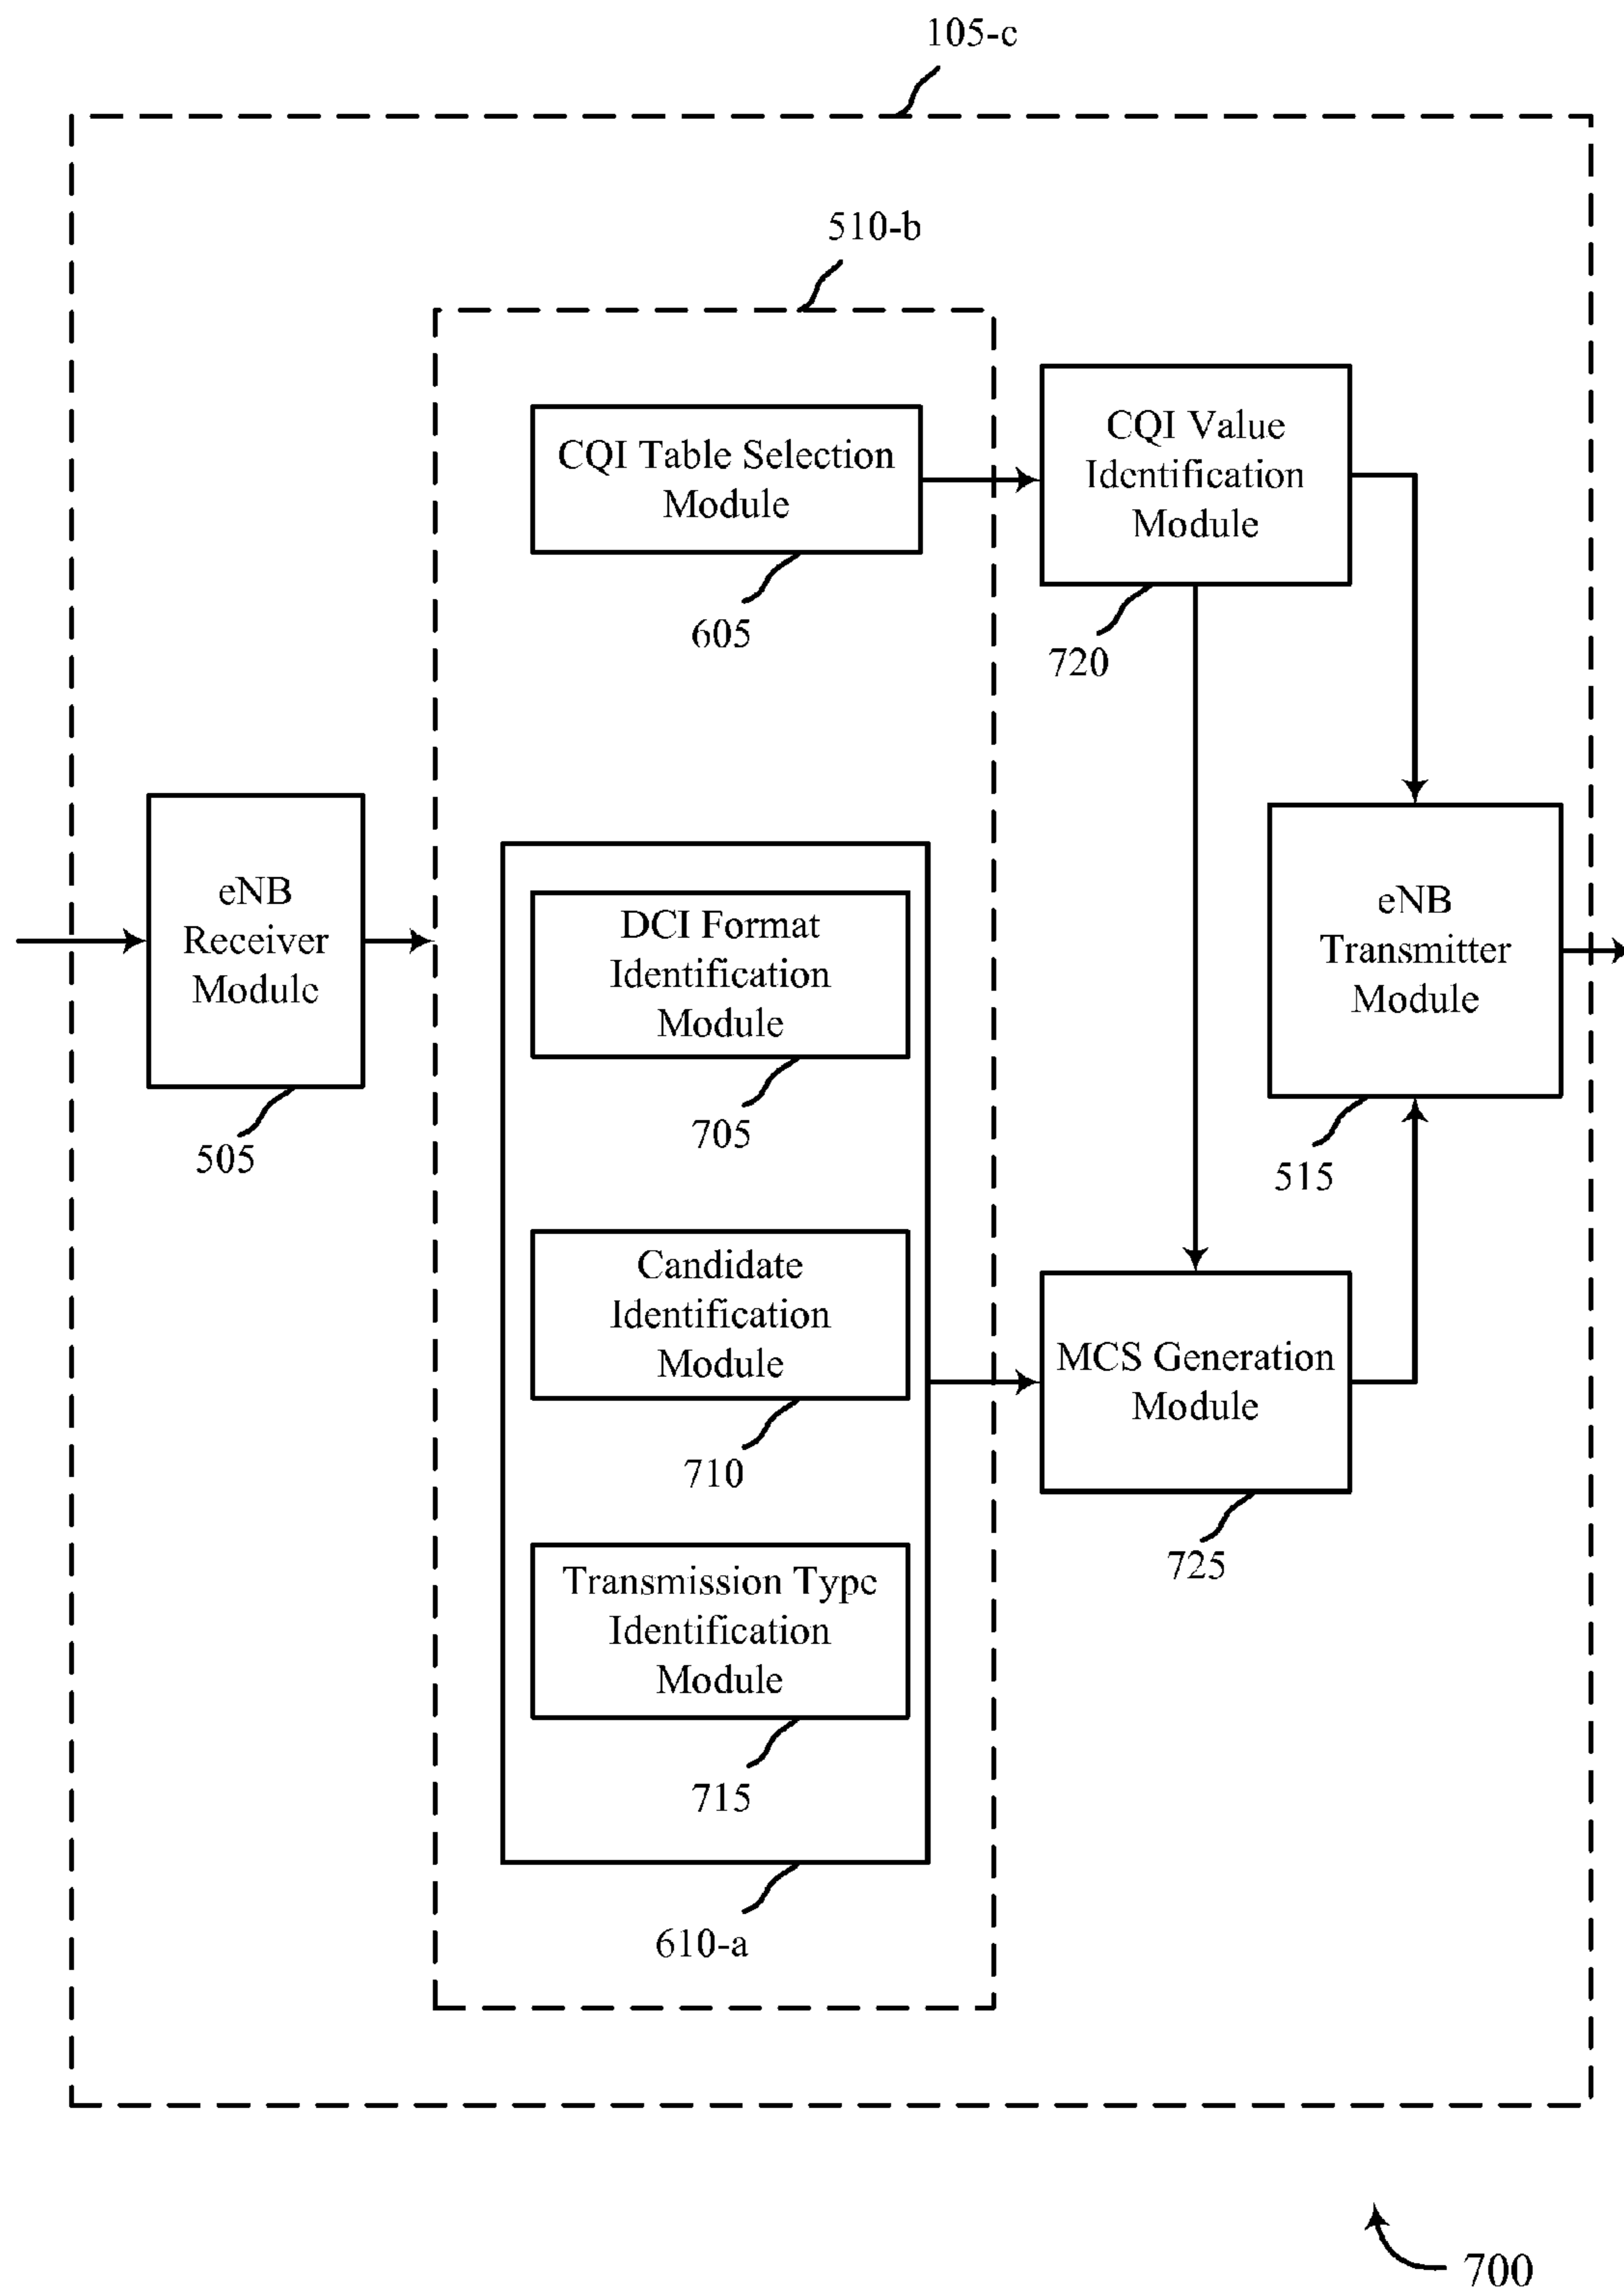 105-c
510-b
CQI Table Selection
Module
605
CQI Value
Identification
Module
720
eNB
Receiver
Module
505
DCI Format
Identification
Module
705
Candidate
Identification
Module
710
Transmission Type
Identification
Module
715
610-a
MCS Generation
Module
725
eNB
Transmitter
Module
515
700